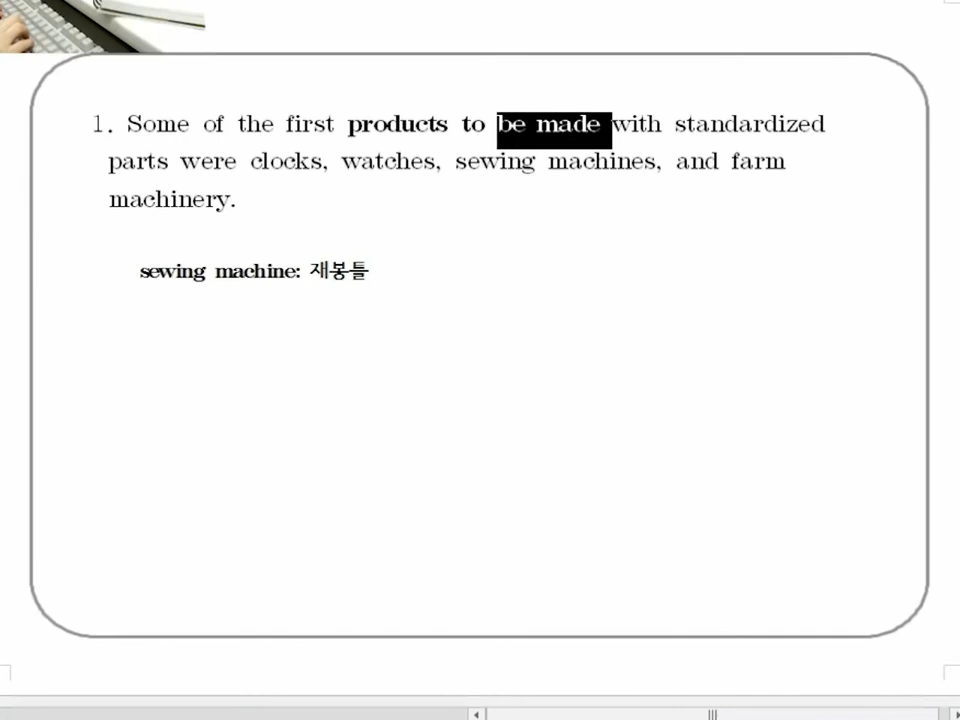 1. Some of the first products to be made with standardized
parts were clocks, watches, sewing machines, and farm
machinery.
sewing machine: 재봉틀